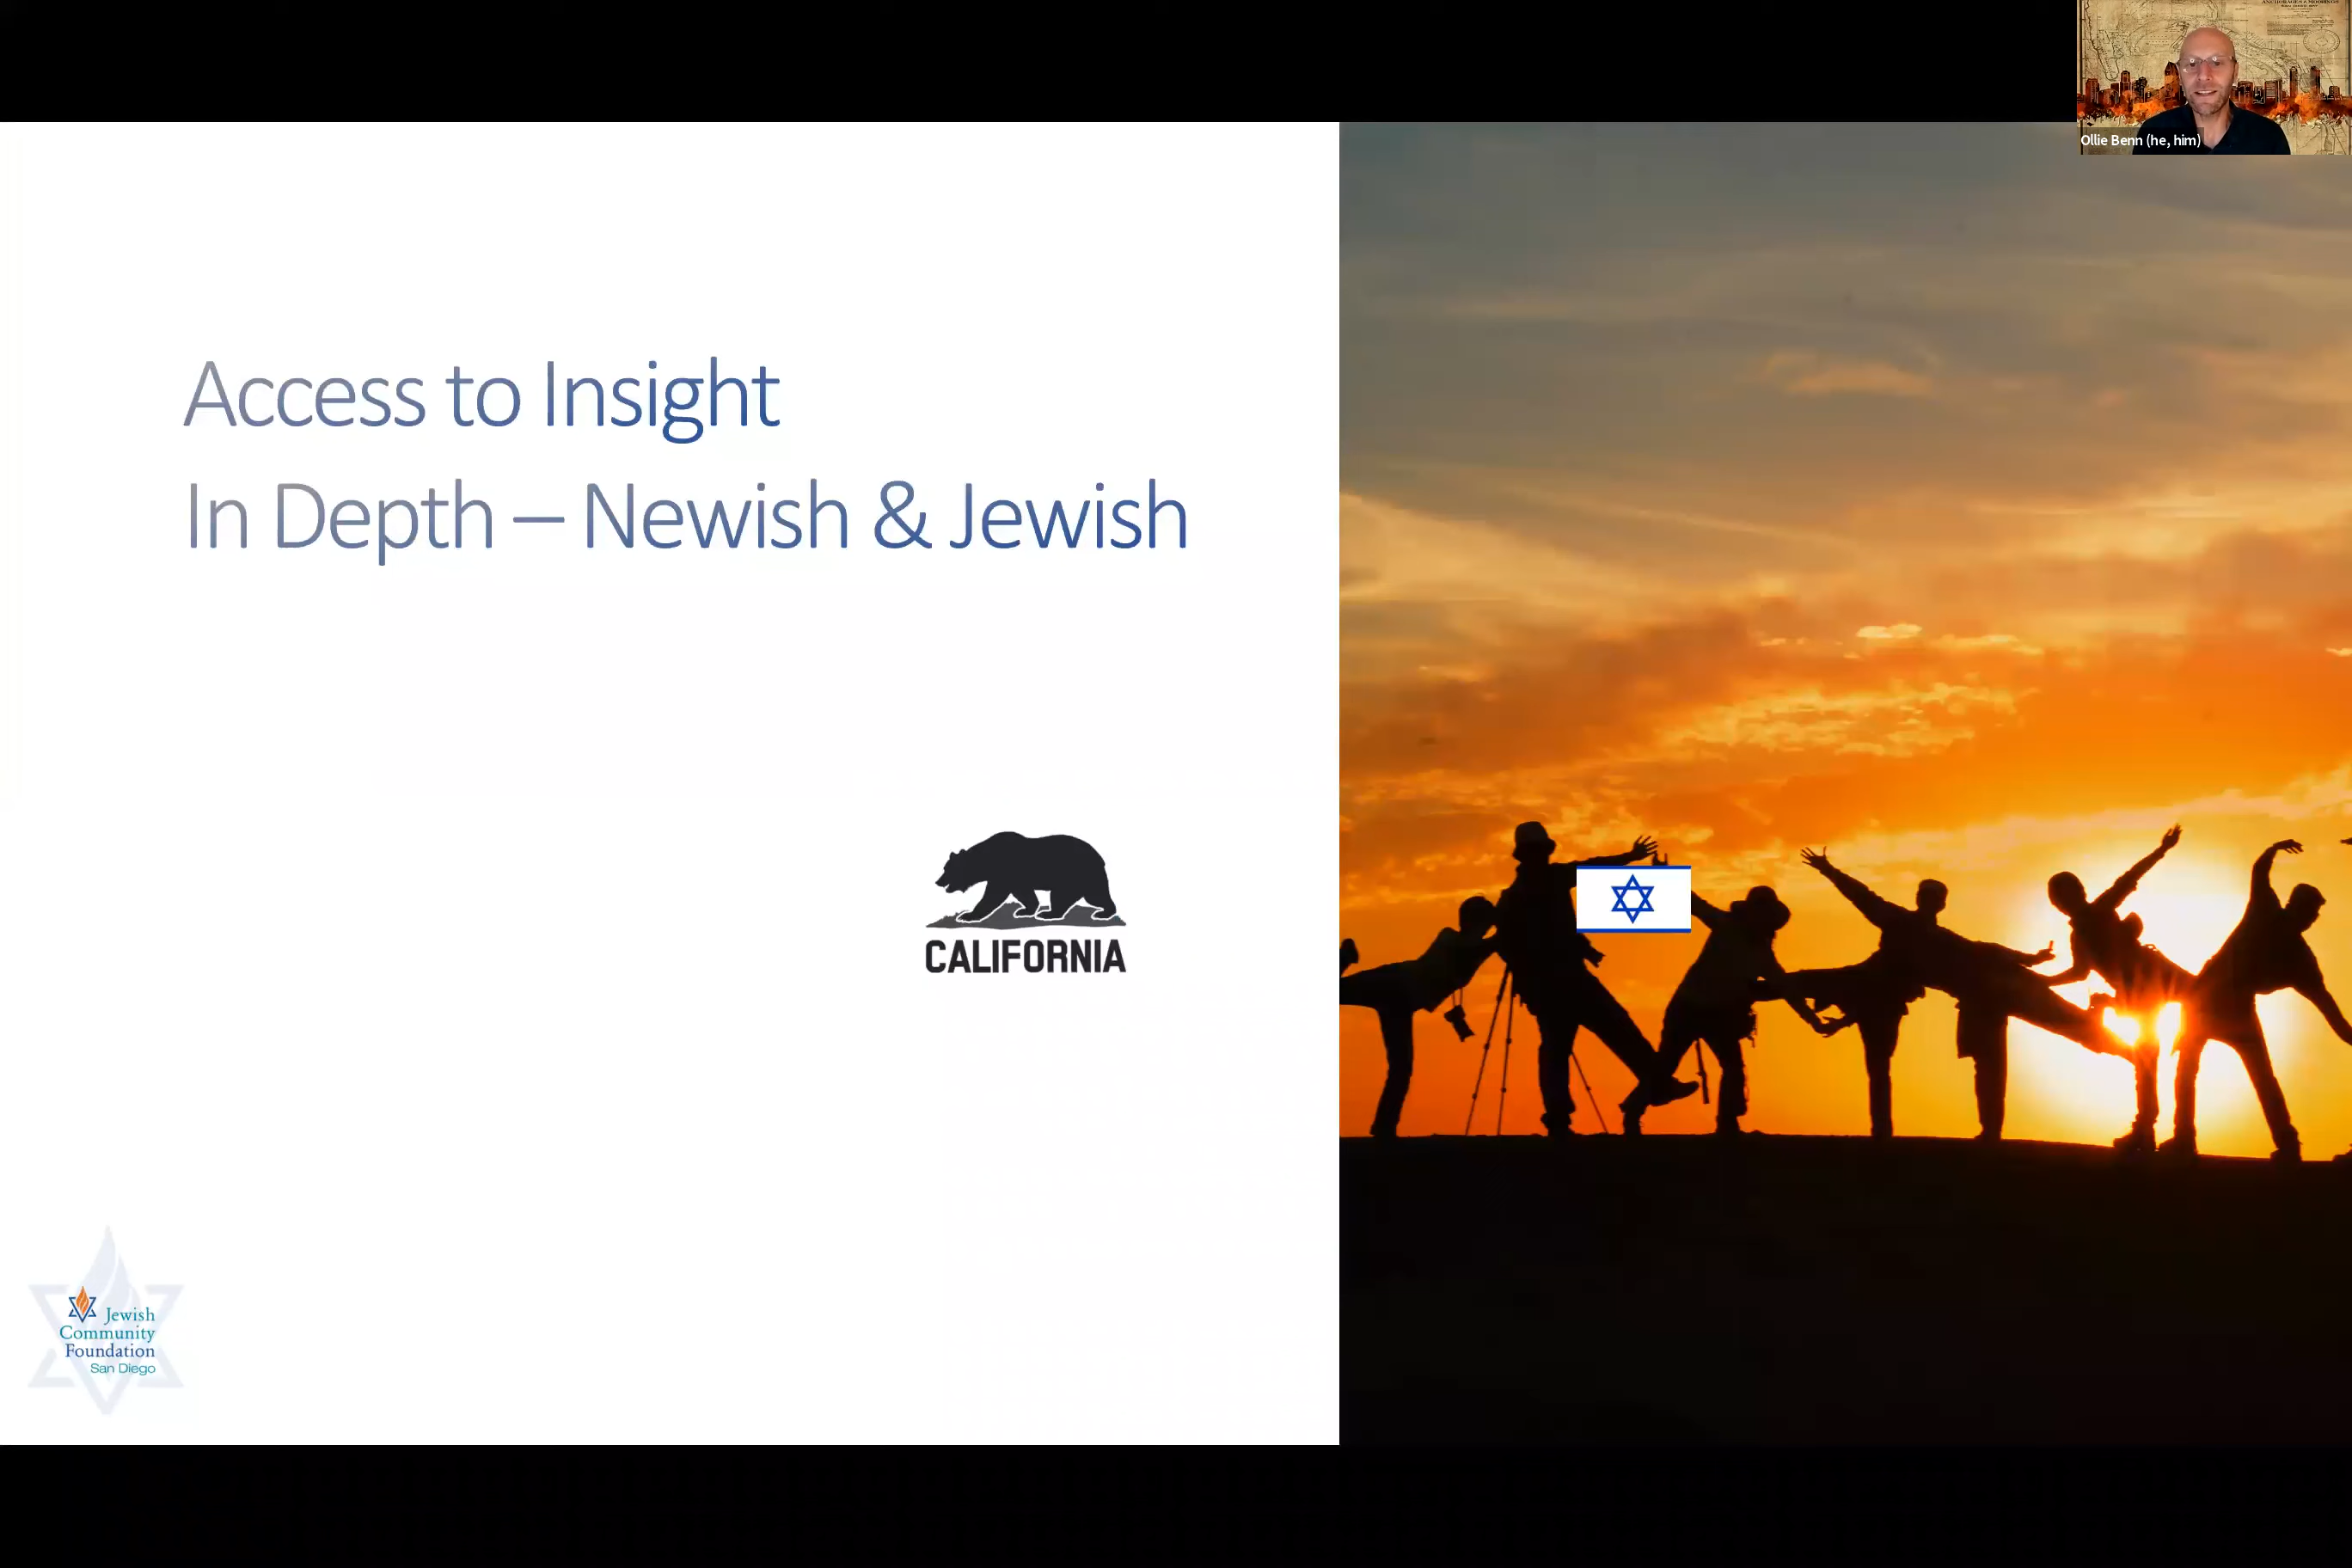 Ollie Benn (he, him)
Access to Insight
In Depth – Newish & Jewish
CALIFORNIA
Jewish
Community
Foundation
San Diego